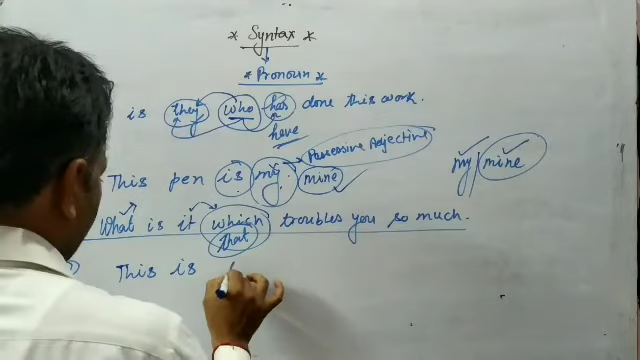 * Syntax *
* Pronoun *
is they who has done this work.
have
Possessive Adjective
This pen is my. mine
my/mine
What is it which troubles you so much.
that
This is